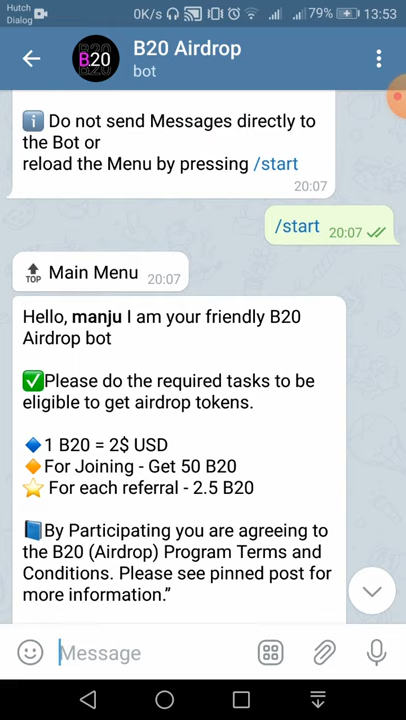 Hutch
Dialog
0K/s
79%
13:53
B20
B20 Airdrop
bot
ℹ️ Do not send Messages directly to
the Bot or
reload the Menu by pressing /start
20:07
/start 20:07
TOP Main Menu 20:07
Hello, manju I am your friendly B20
Airdrop bot
✅Please do the required tasks to be
eligible to get airdrop tokens.
🔷1 B20 = 2$ USD
🔶For Joining - Get 50 B20
⭐ For each referral - 2.5 B20
📘By Participating you are agreeing to
the B20 (Airdrop) Program Terms and
Conditions. Please see pinned post for
more information.”
Message